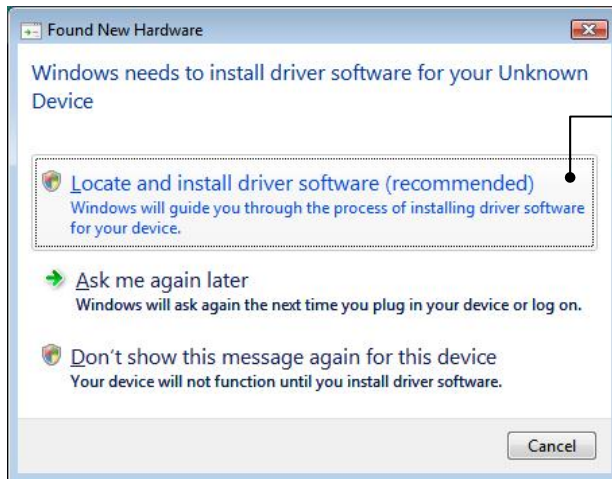 Found New Hardware
Windows needs to install driver software for your Unknown
Device
Locate and install driver software (recommended)
Windows will guide you through the process of installing driver software
for your device.
Ask me again later
Windows will ask again the next time you plug in your device or log on.
Don't show this message again for this device
Your device will not function until you install driver software.
Cancel